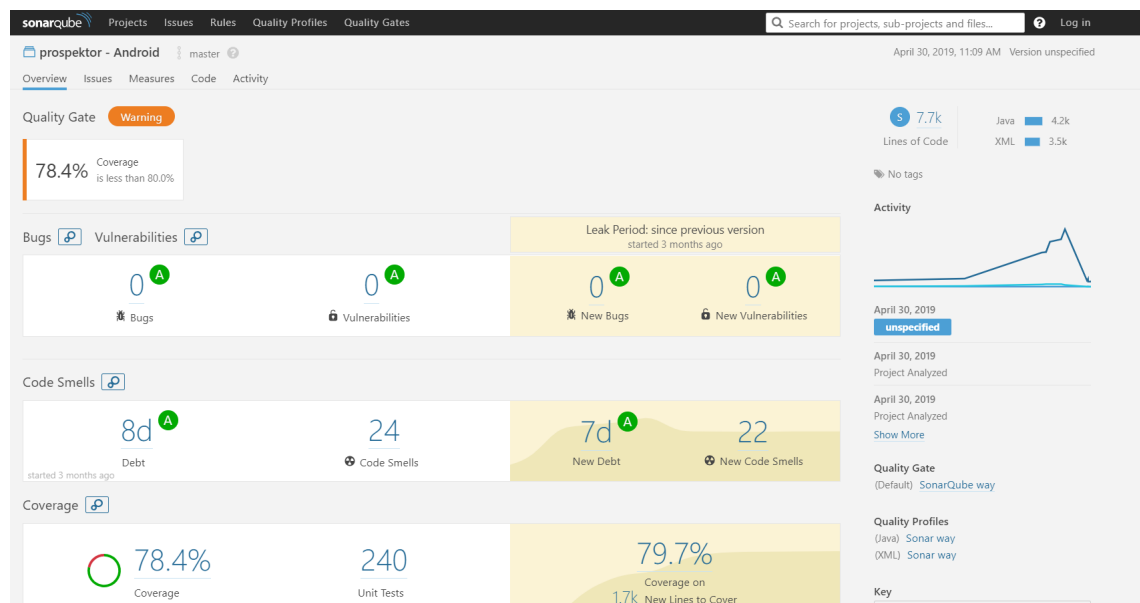 sonarqube Projects Issues Rules Quality Profiles Quality Gates Search for projects, sub-projects and files... ? Log in
prospektor - Android master ? April 30, 2019, 11:09 AM Version unspecified
Overview Issues Measures Code Activity
Quality Gate Warning
78.4% Coverage
is less than 80.0%
Bugs Vulnerabilities
Leak Period: since previous version
started 3 months ago
0 A 0 A 0 A 0 A
Bugs Vulnerabilities New Bugs New Vulnerabilities
Code Smells
8d A 24 7d A 22
Debt Code Smells New Debt New Code Smells
started 3 months ago
Coverage
78.4% 240 79.7%
Coverage Unit Tests Coverage on
1.7k New Lines to Cover
S 7.7k
Lines of Code
Java 4.2k
XML 3.5k
No tags
Activity
April 30, 2019
unspecified
April 30, 2019
Project Analyzed
April 30, 2019
Project Analyzed
Show More
Quality Gate
(Default) SonarQube way
Quality Profiles
(Java) Sonar way
(XML) Sonar way
Key